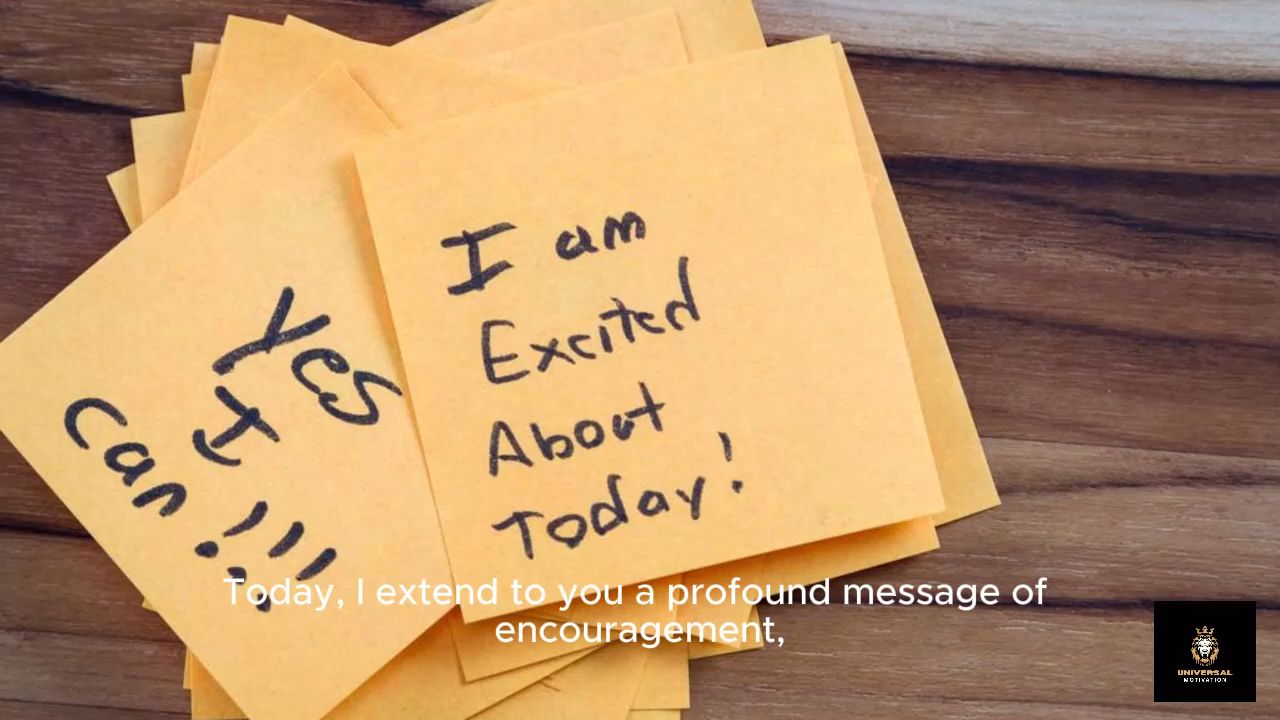 Yes
I
Can !!!
I am
Excited
About
Today!
Today, I extend to you a profound message of
encouragement,
UNIVERSAL
MOTIVATION